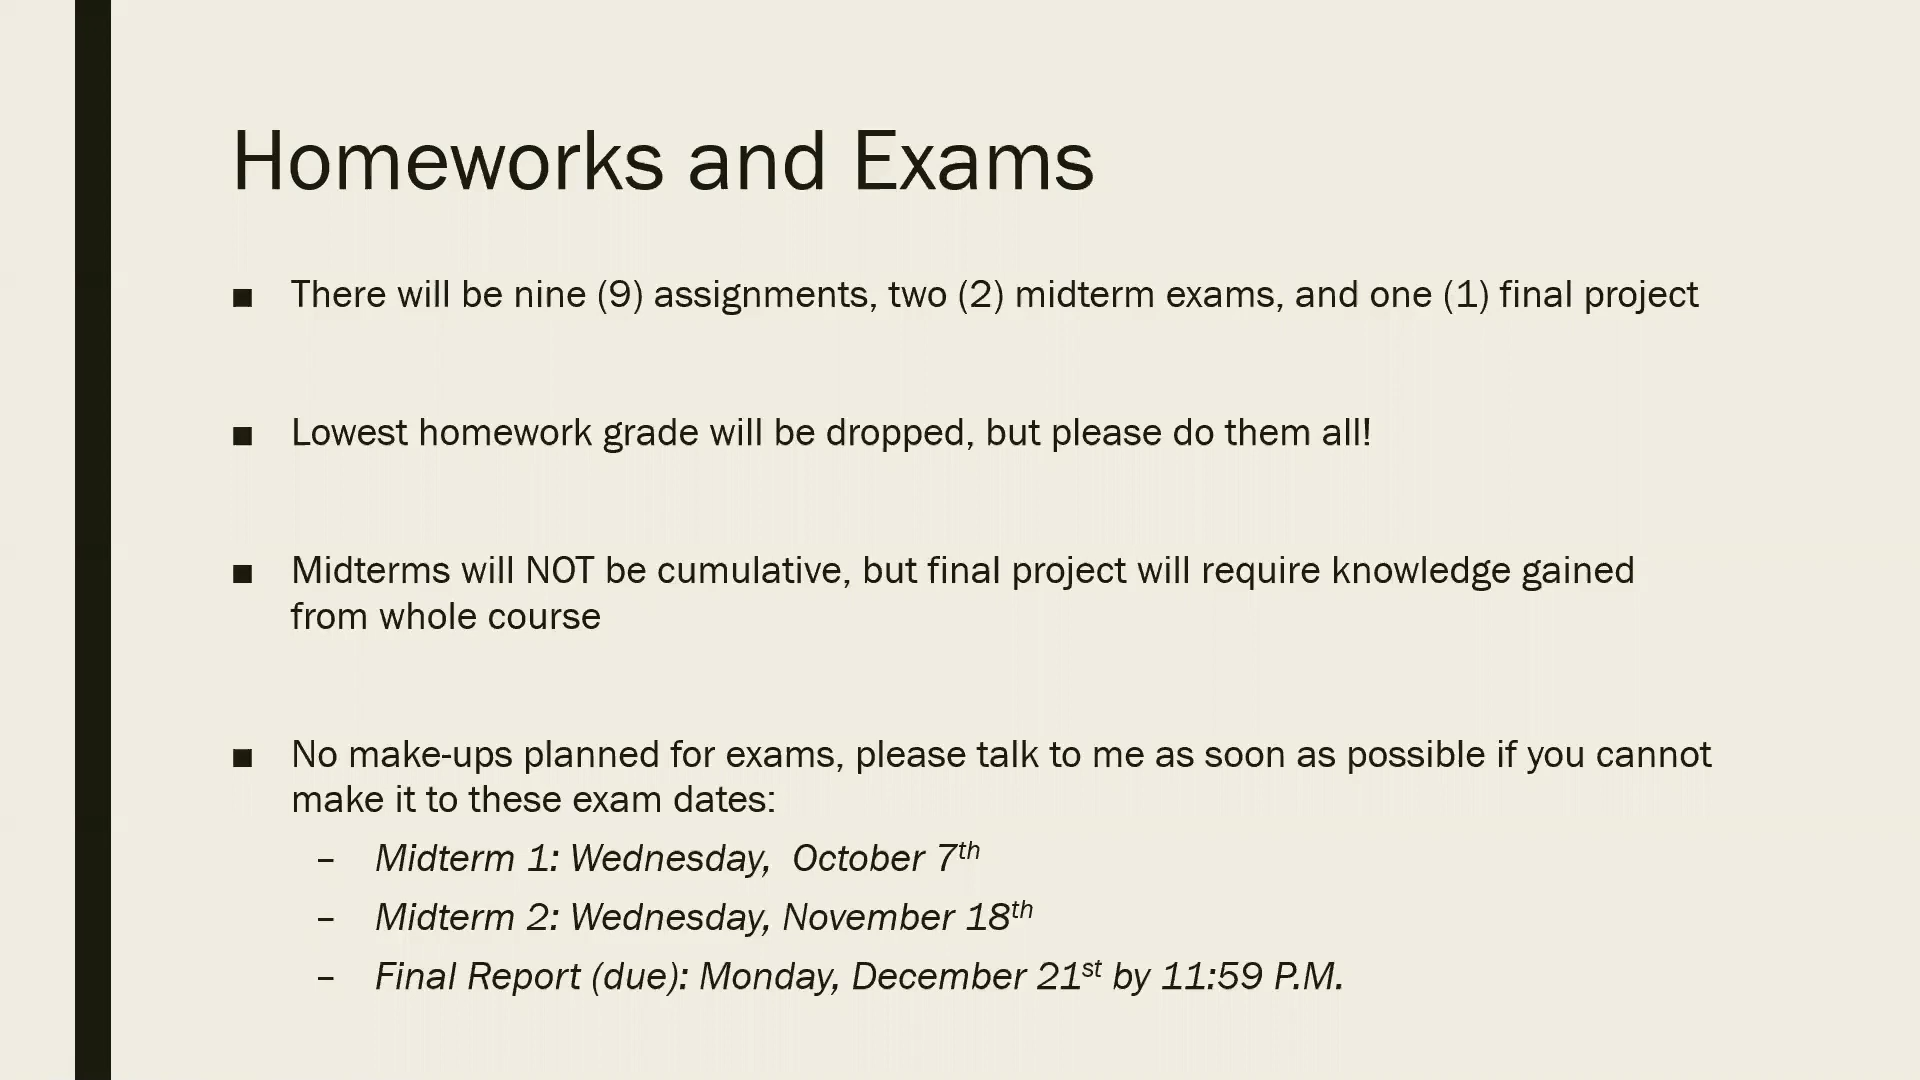 Homeworks and Exams
■ There will be nine (9) assignments, two (2) midterm exams, and one (1) final project
■ Lowest homework grade will be dropped, but please do them all!
■ Midterms will NOT be cumulative, but final project will require knowledge gained
from whole course
■ No make-ups planned for exams, please talk to me as soon as possible if you cannot
make it to these exam dates:
– Midterm 1: Wednesday,  October 7th
– Midterm 2: Wednesday, November 18th
– Final Report (due): Monday, December 21st by 11:59 P.M.